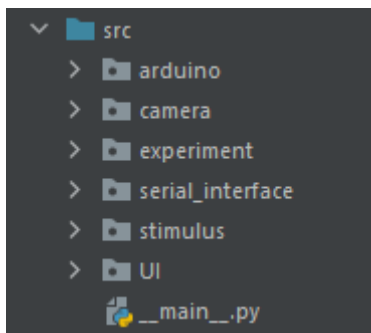 src
arduino
camera
experiment
serial_interface
stimulus
UI
__main__.py